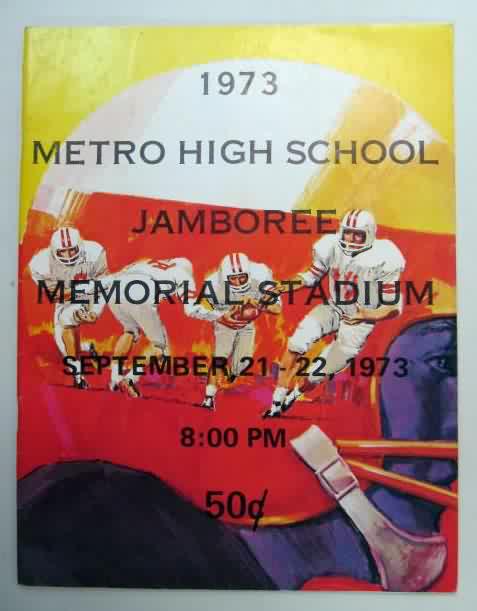 1973
METRO HIGH SCHOOL
JAMBOREE
MEMORIAL STADIUM
SEPTEMBER 21 - 22, 1973
8:00 PM
50¢